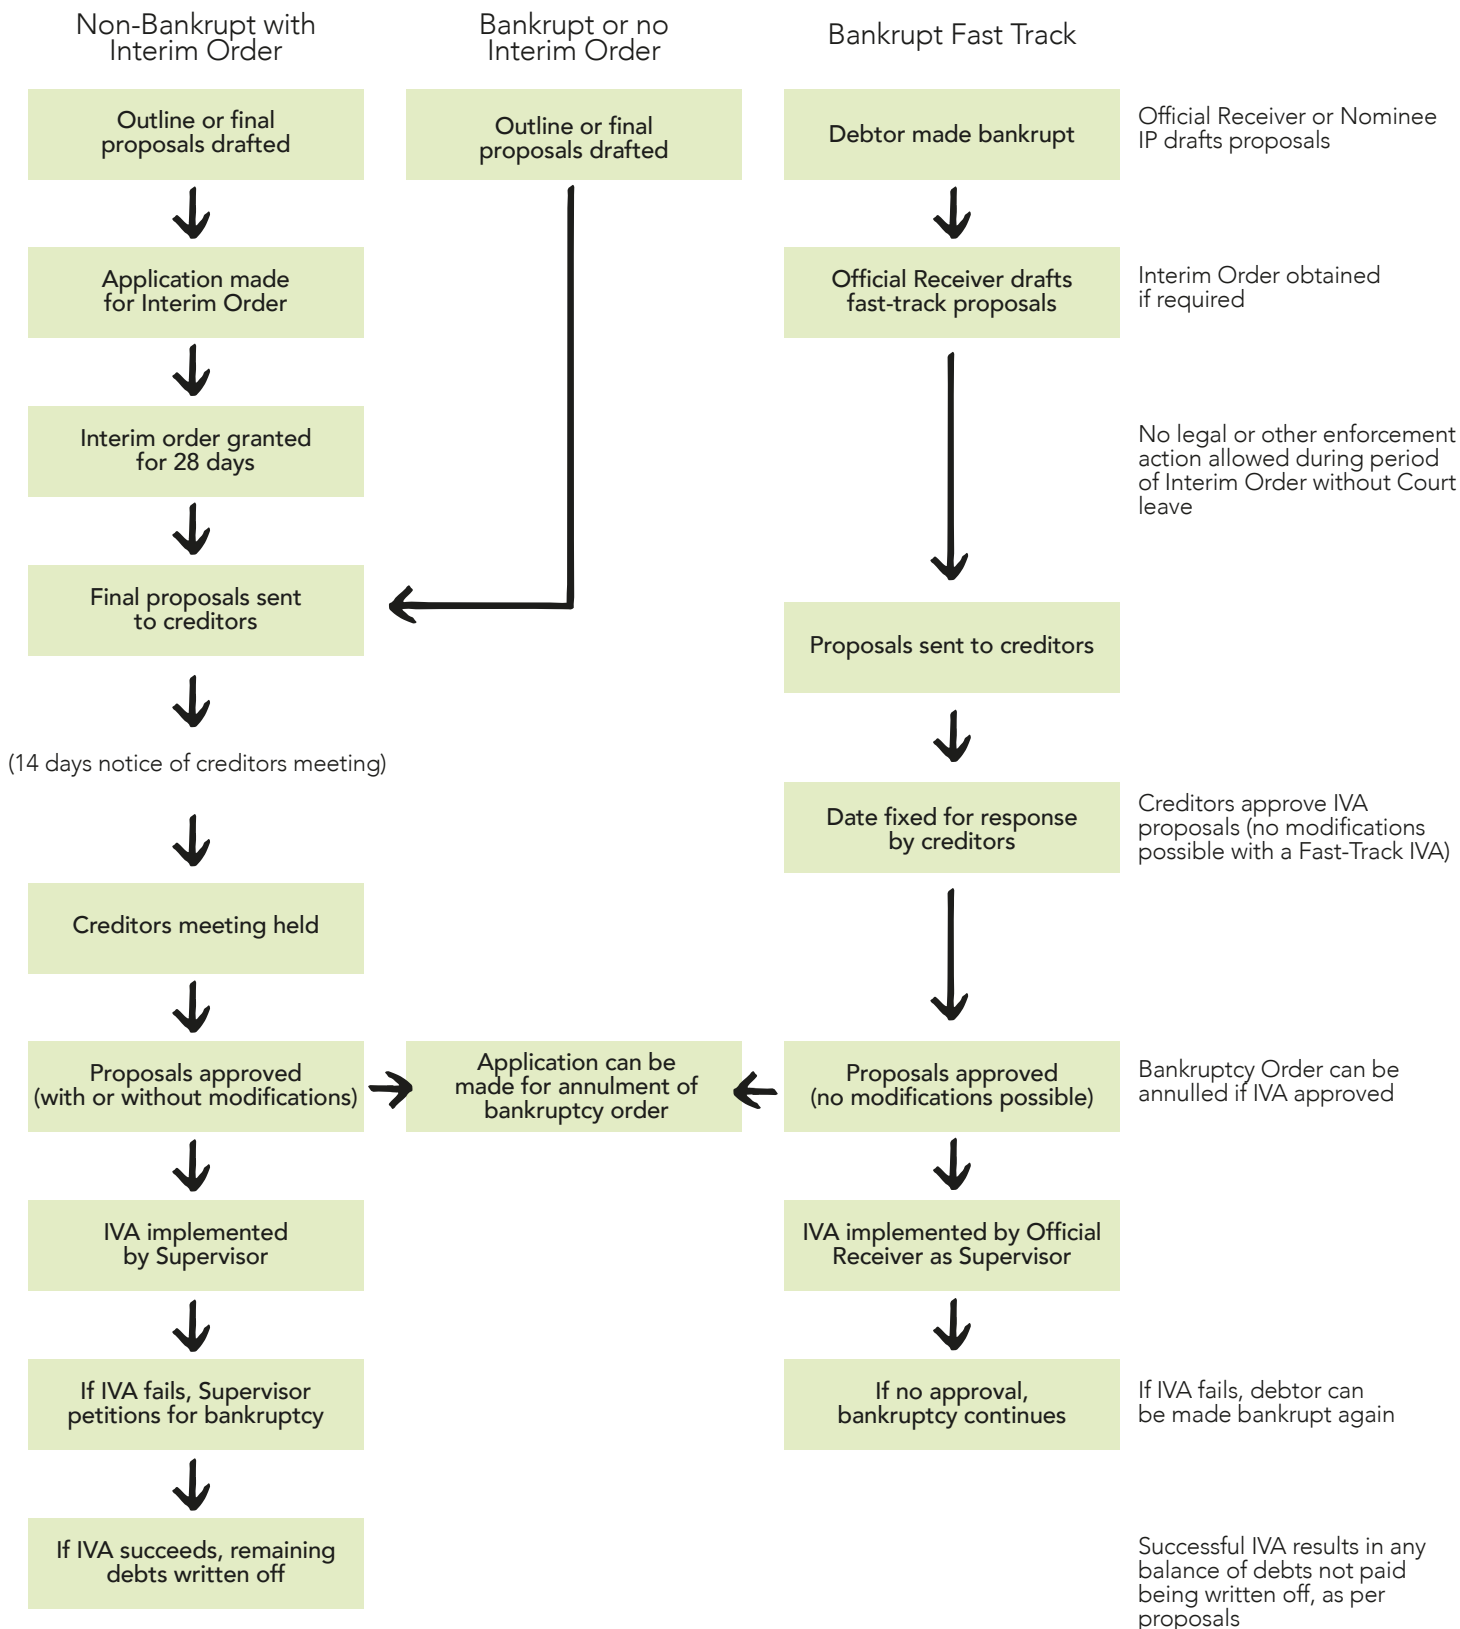 Non-Bankrupt with
Interim Order
Bankrupt or no
Interim Order
Bankrupt Fast Track
Outline or final
proposals drafted
Outline or final
proposals drafted
Debtor made bankrupt
Official Receiver or Nominee
IP drafts proposals
Application made
for Interim Order
Official Receiver drafts
fast-track proposals
Interim Order obtained
if required
Interim order granted
for 28 days
No legal or other enforcement
action allowed during period
of Interim Order without Court
leave
Final proposals sent
to creditors
Proposals sent to creditors
(14 days notice of creditors meeting)
Date fixed for response
by creditors
Creditors approve IVA
proposals (no modifications
possible with a Fast-Track IVA)
Creditors meeting held
Proposals approved
(with or without modifications)
Application can be
made for annulment of
bankruptcy order
Proposals approved
(no modifications possible)
Bankruptcy Order can be
annulled if IVA approved
IVA implemented
by Supervisor
IVA implemented by Official
Receiver as Supervisor
If IVA fails, Supervisor
petitions for bankruptcy
If no approval,
bankruptcy continues
If IVA fails, debtor can
be made bankrupt again
If IVA succeeds, remaining
debts written off
Successful IVA results in any
balance of debts not paid
being written off, as per
proposals